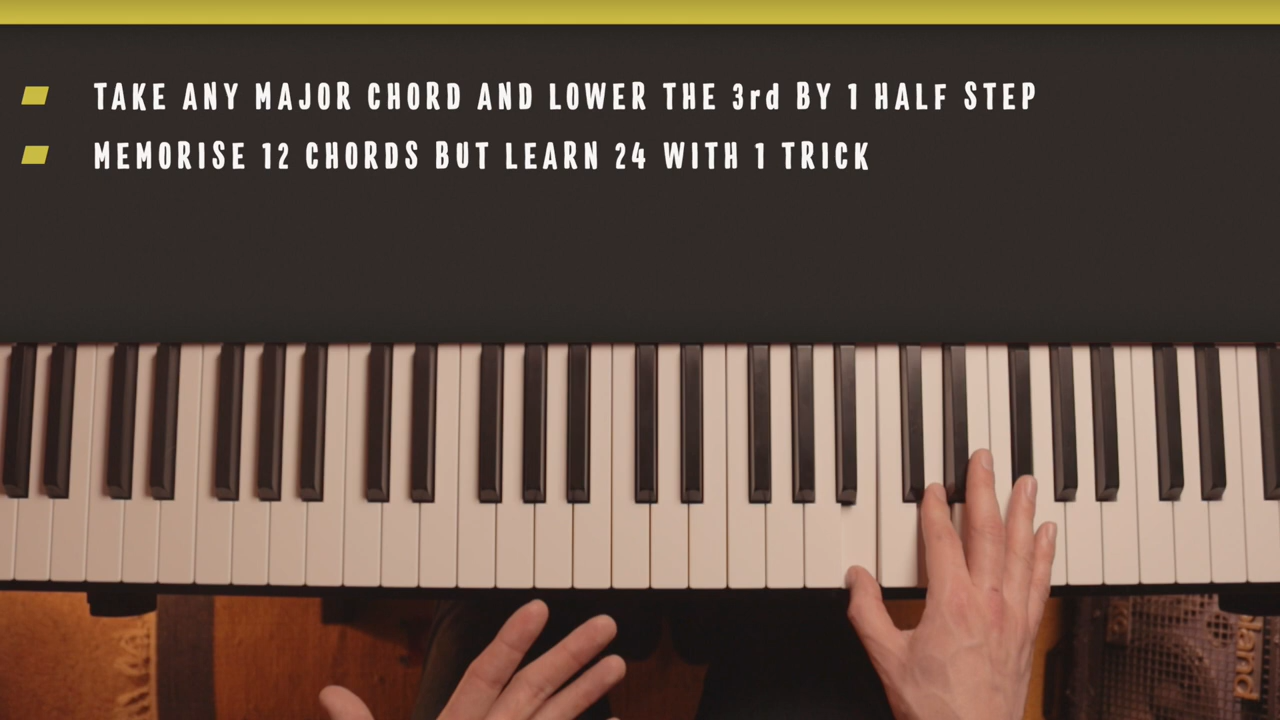 TAKE ANY MAJOR CHORD AND LOWER THE 3rd BY 1 HALF STEP
MEMORISE 12 CHORDS BUT LEARN 24 WITH 1 TRICK
land